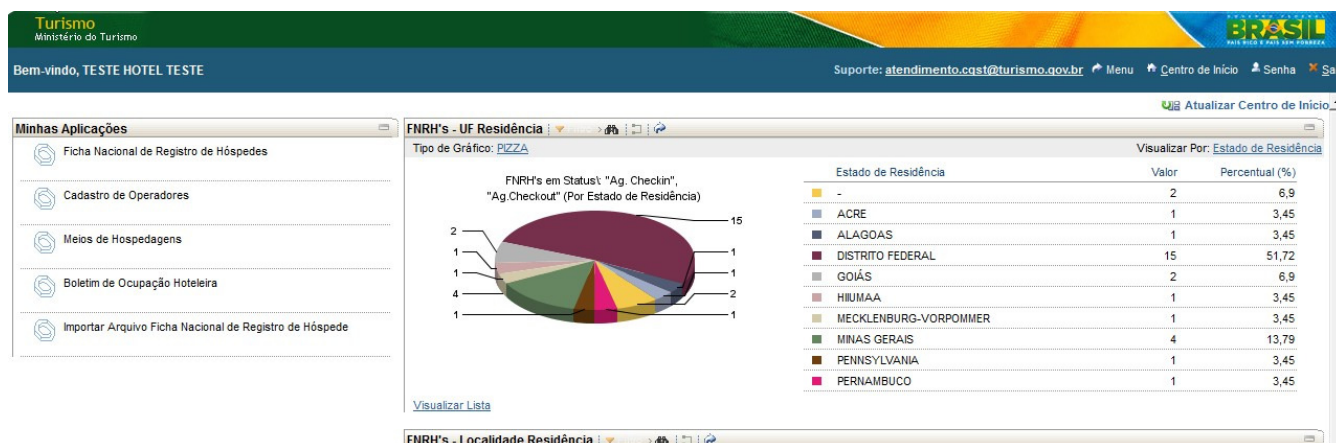 Turismo
Ministério do Turismo
BRASIL
PAÍS RICO É PAÍS SEM POBREZA
Bem-vindo, TESTE HOTEL TESTE
Suporte: atendimento.cgst@turismo.gov.br Menu Centro de Início Senha Sa
Atualizar Centro de Início
Minhas Aplicações
Ficha Nacional de Registro de Hóspedes
Cadastro de Operadores
Meios de Hospedagens
Boletim de Ocupação Hoteleira
Importar Arquivo Ficha Nacional de Registro de Hóspede
FNRH's - UF Residência
Tipo de Gráfico: PIZZA
Visualizar Por: Estado de Residência
FNRH's em Status\: "Ag. Checkin",
"Ag.Checkout" (Por Estado de Residência)
15
2
1
1
4
1
1
1
2
1
Estado de Residência Valor Percentual (%)
- 2 6,9
ACRE 1 3,45
ALAGOAS 1 3,45
DISTRITO FEDERAL 15 51,72
GOIÁS 2 6,9
HIIUMAA 1 3,45
MECKLENBURG-VORPOMMER 1 3,45
MINAS GERAIS 4 13,79
PENNSYLVANIA 1 3,45
PERNAMBUCO 1 3,45
Visualizar Lista
FNRH's - Localidade Residência